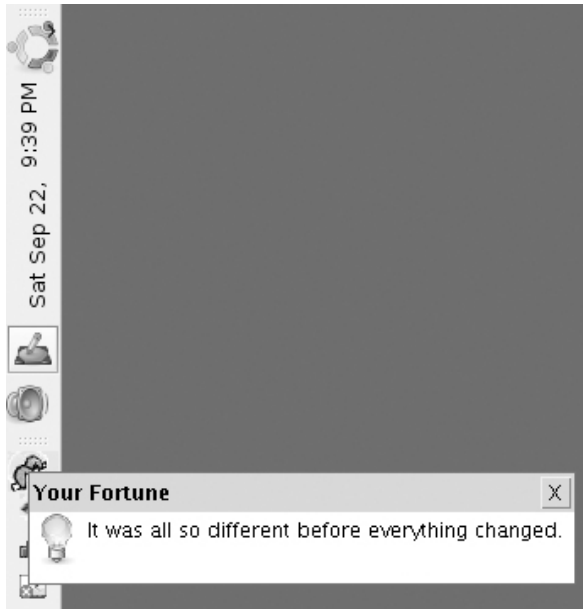 Sat Sep 22, 9:39 PM
Your Fortune X
It was all so different before everything changed.